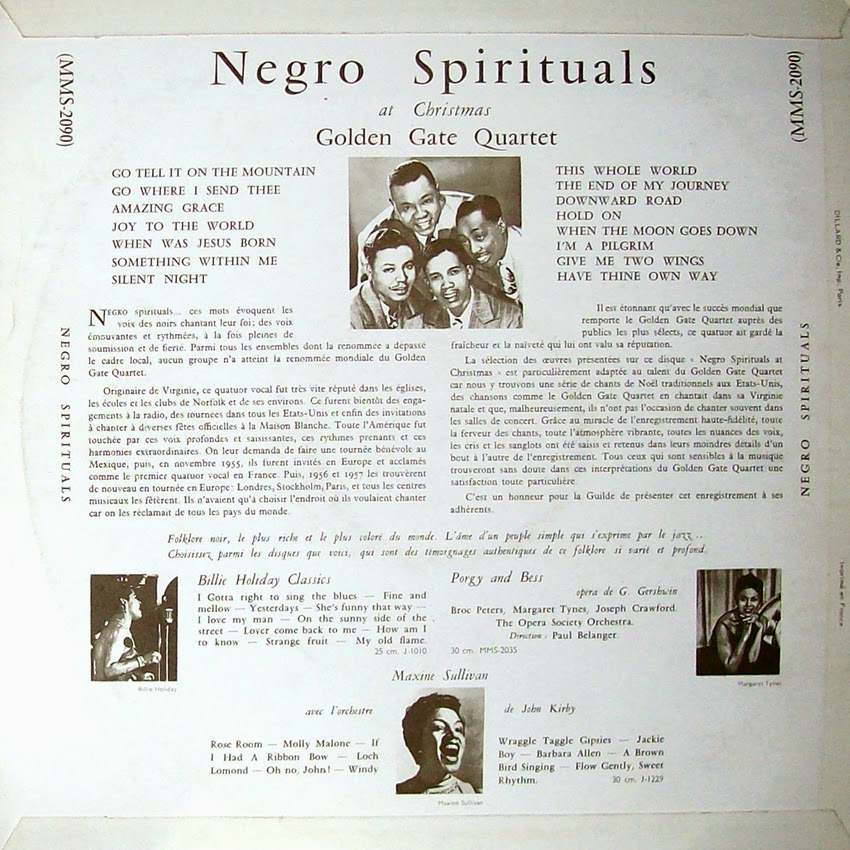 Negro Spirituals
at Christmas
Golden Gate Quartet
(MMS-2090)
(MMS-2090)
GO TELL IT ON THE MOUNTAIN
GO WHERE I SEND THEE
AMAZING GRACE
JOY TO THE WORLD
WHEN WAS JESUS BORN
SOMETHING WITHIN ME
SILENT NIGHT
THIS WHOLE WORLD
THE END OF MY JOURNEY
DOWNWARD ROAD
HOLD ON
WHEN THE MOON GOES DOWN
I'M A PILGRIM
GIVE ME TWO WINGS
HAVE THINE OWN WAY
NEGRO SPIRITUALS
NEGRO spirituals... ces mots évoquent les
voix des noirs chantant leur foi; des voix
émouvantes et rythmées, à la fois pleines de
soumission et de fierté. Parmi tous les ensembles dont la renommée a dépassé
le cadre local, aucun groupe n'a atteint la renommée mondiale du Golden
Gate Quartet.
Originaire de Virginie, ce quatuor vocal fut très vite réputé dans les églises,
les écoles et les clubs de Norfolk et de ses environs. Ce furent bientôt des enga-
gements à la radio, des tournées dans tous les Etats-Unis et enfin des invitations
à chanter à diverses fêtes officielles à la Maison Blanche. Toute l'Amérique fut
touchée par ces voix profondes et saisissantes, ces rythmes prenants et ces
harmonies extraordinaires. On leur demanda de faire une tournée bénévole au
Mexique, puis, en novembre 1955, ils furent invités en Europe et acclamés
comme le premier quatuor vocal en France. Puis, 1956 et 1957 les trouvèrent
de nouveau en tournée en Europe: Londres, Stockholm, Paris, et tous les centres
musicaux les fêtèrent. Ils n'avaient qu'à choisir l'endroit où ils voulaient chanter
car on les réclamait de tous les pays du monde.
Il est étonnant qu'avec le succès mondial que
remporte le Golden Gate Quartet auprès des
publics les plus sélects, ce quatuor ait gardé la
fraîcheur et la naïveté qui lui ont valu sa réputation.
La sélection des œuvres présentées sur ce disque « Negro Spirituals at
Christmas » est particulièrement adaptée au talent du Golden Gate Quartet
car nous y trouvons une série de chants de Noël traditionnels aux Etats-Unis,
des chansons comme le Golden Gate Quartet en chantait dans sa Virginie
natale et que, malheureusement, ils n'ont pas l'occasion de chanter souvent dans
les salles de concert. Grâce au miracle de l'enregistrement haute-fidélité, toute
la ferveur des chants, toute l'atmosphère vibrante, toutes les nuances des voix,
les cris et les sanglots ont été saisis et retenus dans leurs moindres détails d'un
bout à l'autre de l'enregistrement. Tous ceux qui sont sensibles à la musique
trouveront sans doute dans ces interprétations du Golden Gate Quartet une
satisfaction toute particulière.
C'est un honneur pour la Guilde de présenter cet enregistrement à ses
adhérents.
NEGRO SPIRITUALS
DILLARD & Cie. Imp. Paris
Imprimé en France
Folklore noir, le plus riche et le plus coloré du monde. L'âme d'un peuple simple qui s'exprime par le jazz...
Choisissez parmi les disques que voici, qui sont des témoignages authentiques de ce folklore si varié et profond.
Billie Holiday Classics
I Gotta right to sing the blues — Fine and
mellow — Yesterdays — She's funny that way —
I love my man — On the sunny side of the
street — Lover come back to me — How am I
to know — Strange fruit — My old flame.
25 cm. J-1010
Billie Holiday
Porgy and Bess
opera de G. Gershwin
Broc Peters, Margaret Tynes, Joseph Crawford.
The Opera Society Orchestra.
Direction : Paul Belanger.
30 cm. MMS-2035
Margaret Tynes
Maxine Sullivan
avec l'orchestre
de John Kirby
Rose Room — Molly Malone — If
I Had A Ribbon Bow — Loch
Lomond — Oh no, John! — Windy
Wraggle Taggle Gipsies — Jackie
Boy — Barbara Allen — A Brown
Bird Singing — Flow Gently, Sweet
Rhythm.
30 cm. J-1229
Maxine Sullivan